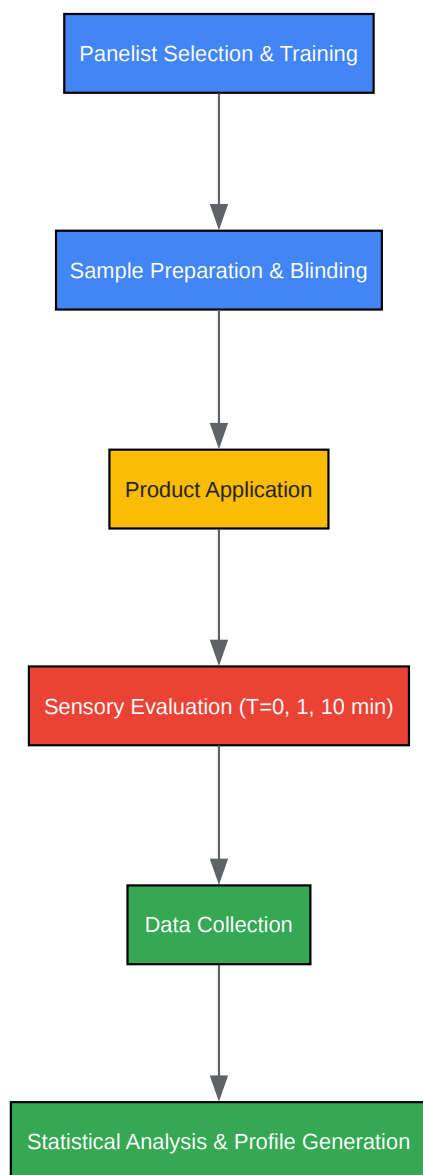 Panelist Selection & Training
Sample Preparation & Blinding
Product Application
Sensory Evaluation (T=0, 1, 10 min)
Data Collection
Statistical Analysis & Profile Generation